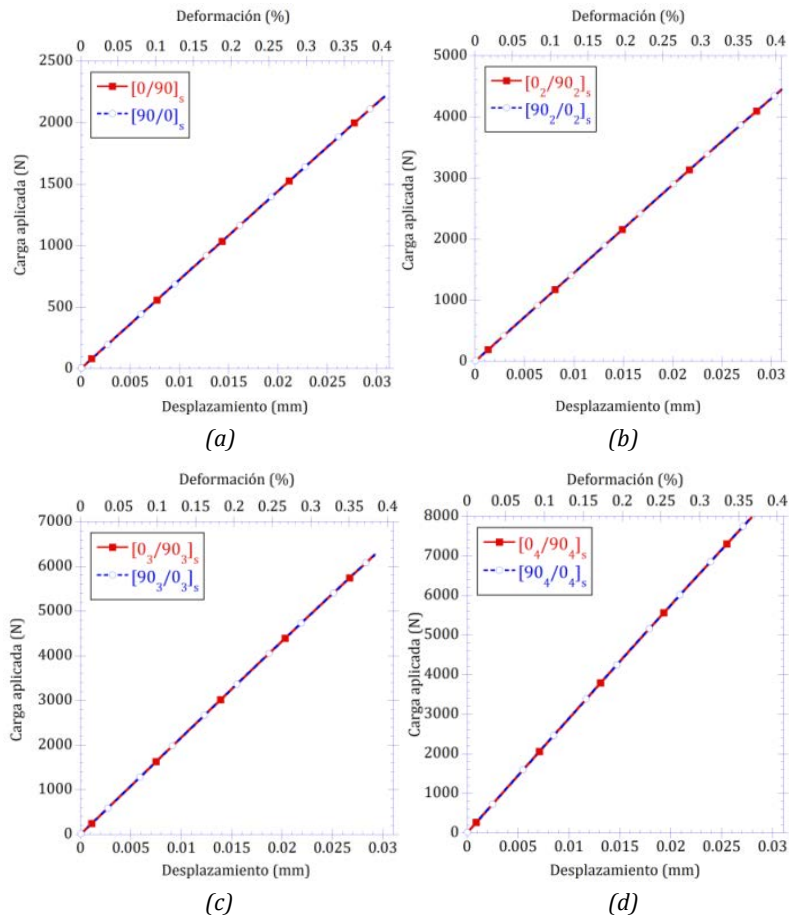 Deformación (%)
0 0.05 0.1 0.15 0.2 0.25 0.3 0.35 0.4
2500
2000
1500
1000
500
0
Carga aplicada (N)
[0/90]s
[90/0]s
0 0.005 0.01 0.015 0.02 0.025 0.03
Desplazamiento (mm)
(a)
Deformación (%)
0 0.05 0.1 0.15 0.2 0.25 0.3 0.35 0.4
5000
4000
3000
2000
1000
0
Carga aplicada (N)
[0₂/90₂]s
[90₂/0₂]s
0 0.005 0.01 0.015 0.02 0.025 0.03
Desplazamiento (mm)
(b)
Deformación (%)
0 0.05 0.1 0.15 0.2 0.25 0.3 0.35 0.4
7000
6000
5000
4000
3000
2000
1000
0
Carga aplicada (N)
[0₃/90₃]s
[90₃/0₃]s
0 0.005 0.01 0.015 0.02 0.025 0.03
Desplazamiento (mm)
(c)
Deformación (%)
0 0.05 0.1 0.15 0.2 0.25 0.3 0.35 0.4
8000
7000
6000
5000
4000
3000
2000
1000
0
Carga aplicada (N)
[0₄/90₄]s
[90₄/0₄]s
0 0.005 0.01 0.015 0.02 0.025 0.03
Desplazamiento (mm)
(d)